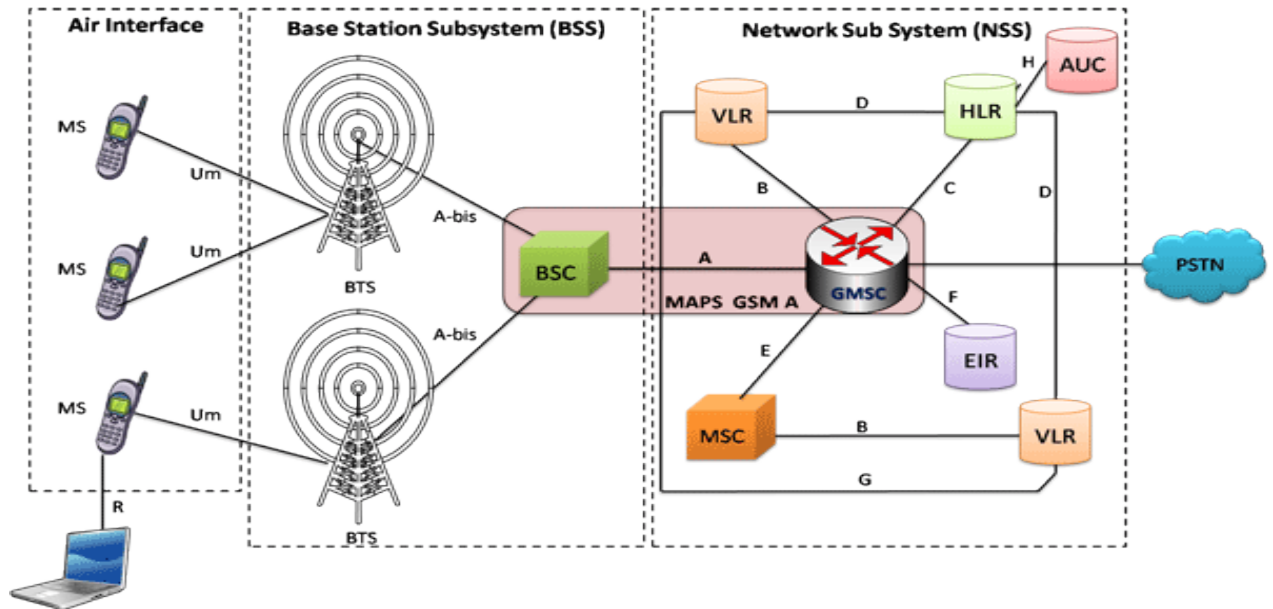 Air Interface
Base Station Subsystem (BSS)
Network Sub System (NSS)
MS
Um
MS
Um
MS
Um
R
BTS
A-bis
A-bis
BTS
BSC
A
MAPS GSM A
VLR
D
HLR
H
AUC
B
C
D
GMSC
PSTN
F
E
EIR
MSC
B
VLR
G